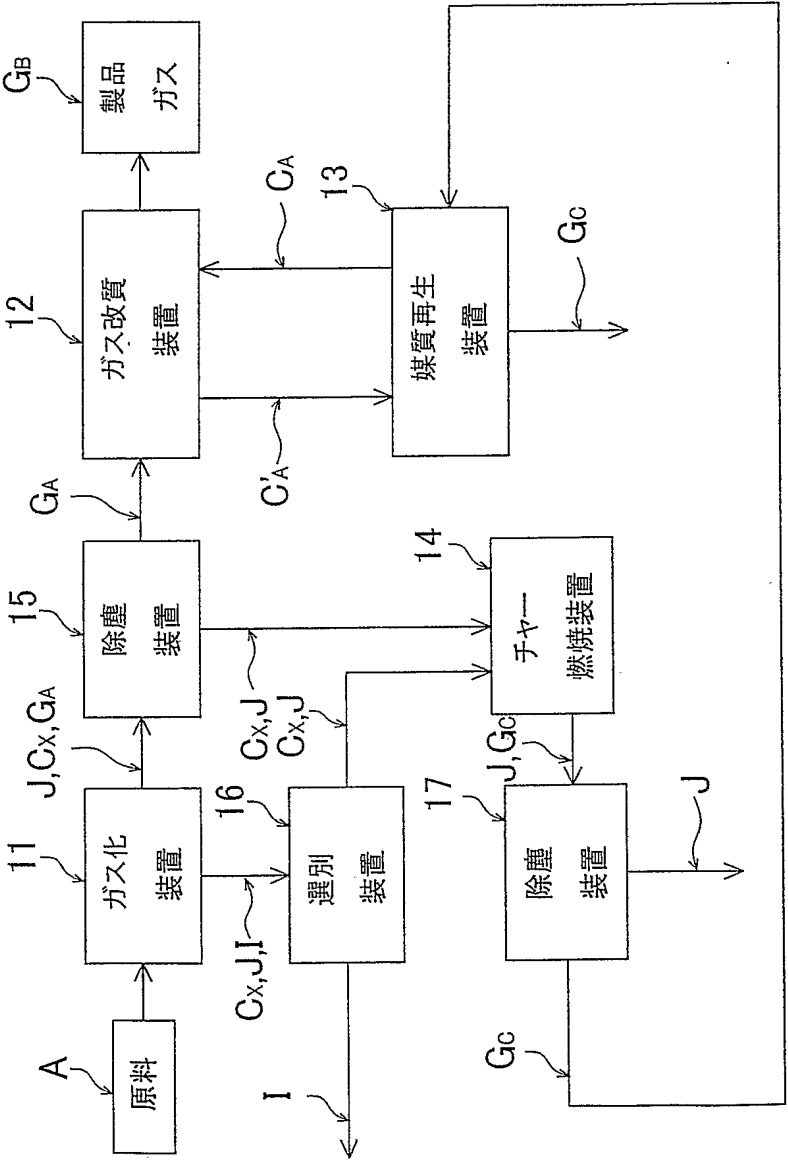 A
原料
11
ガス化
装置
J,Cx,GA
15
除塵
装置
GA
12
ガス改質
装置
GB
製品
ガス
Cx,J,I
16
選別
装置
I
Cx,J
Cx,J
C'A
CA
13
媒質再生
装置
GC
14
チャー
燃焼装置
J,GC
17
除塵
装置
J
GC